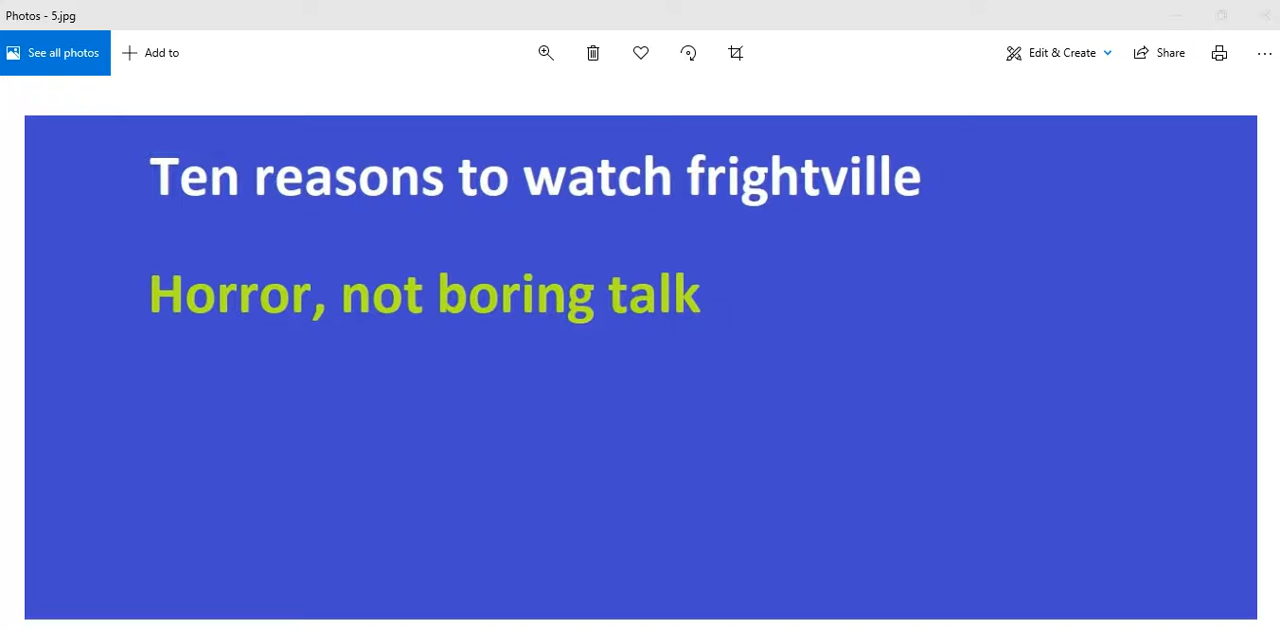 Photos - 5.jpg
See all photos
Add to
Edit & Create
Share
Ten reasons to watch frightville
Horror, not boring talk